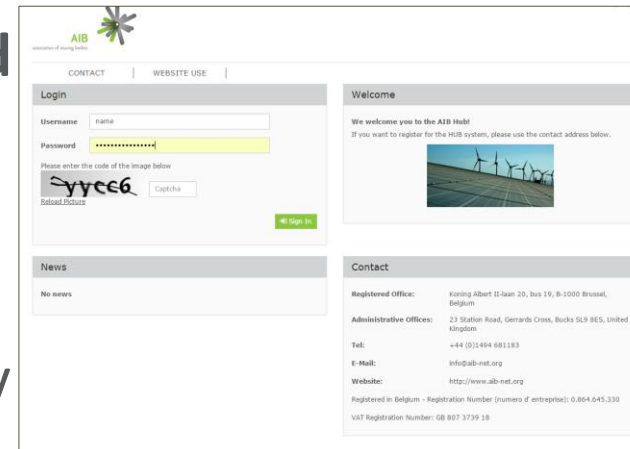 AIB
association of issuing bodies
CONTACT | WEBSITE USE |
Login
Username name
Password
Please enter the code of the image below
Captcha
Reload Picture
Sign In
Welcome
We welcome you to the AIB Hub!
If you want to register for the HUB system, please use the contact address below.
News
No news
Contact
Registered Office: Koning Albert II-laan 20, bus 19, B-1000 Brussel,
Belgium
Administrative Offices: 23 Station Road, Gerrards Cross, Bucks SL9 8ES, United
Kingdom
Tel: +44 (0)1494 681183
E-Mail: info@aib-net.org
Website: http://www.aib-net.org
Registered in Belgium - Registration Number (numero d' entreprise): 0.864.645.330
VAT Registration Number: GB 807 3739 18